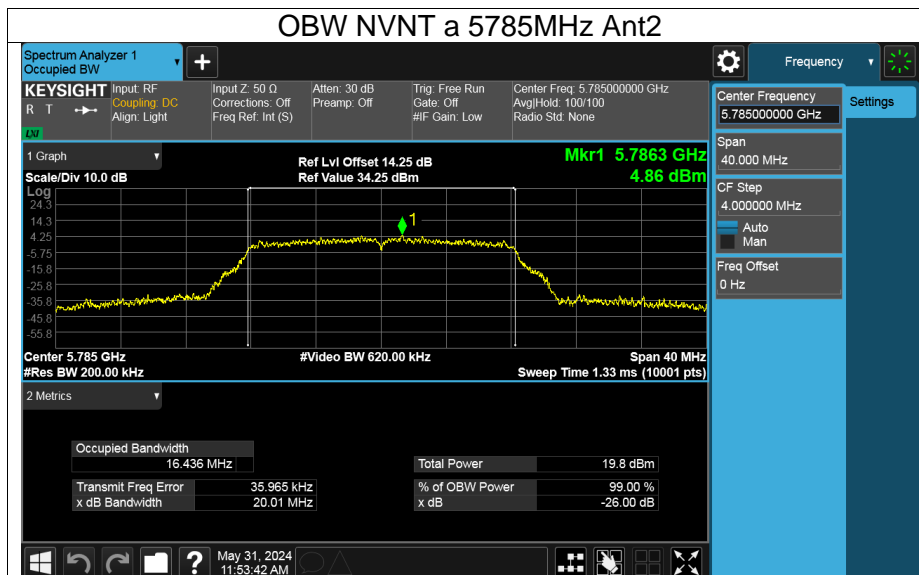 OBW NVNT a 5785MHz Ant2
Spectrum Analyzer 1
Occupied BW
Frequency
KEYSIGHT
R T
LXI
Input: RF
Coupling: DC
Align: Light
Input Z: 50 Ω
Corrections: Off
Freq Ref: Int (S)
Atten: 30 dB
Preamp: Off
Trig: Free Run
Gate: Off
#IF Gain: Low
Center Freq: 5.785000000 GHz
Avg|Hold: 100/100
Radio Std: None
Center Frequency
5.785000000 GHz
Settings
Span
40.000 MHz
CF Step
4.000000 MHz
Auto
Man
Freq Offset
0 Hz
1 Graph
Scale/Div 10.0 dB
Ref Lvl Offset 14.25 dB
Ref Value 34.25 dBm
Mkr1 5.7863 GHz
4.86 dBm
Log
24.3
14.3
4.25
-5.75
-15.8
-25.8
-35.8
-45.8
-55.8
1
Center 5.785 GHz
#Video BW 620.00 kHz
Span 40 MHz
#Res BW 200.00 kHz
Sweep Time 1.33 ms (10001 pts)
2 Metrics
Occupied Bandwidth
16.436 MHz
Total Power 19.8 dBm
Transmit Freq Error 35.965 kHz
% of OBW Power 99.00 %
x dB Bandwidth 20.01 MHz
x dB -26.00 dB
?
May 31, 2024
11:53:42 AM